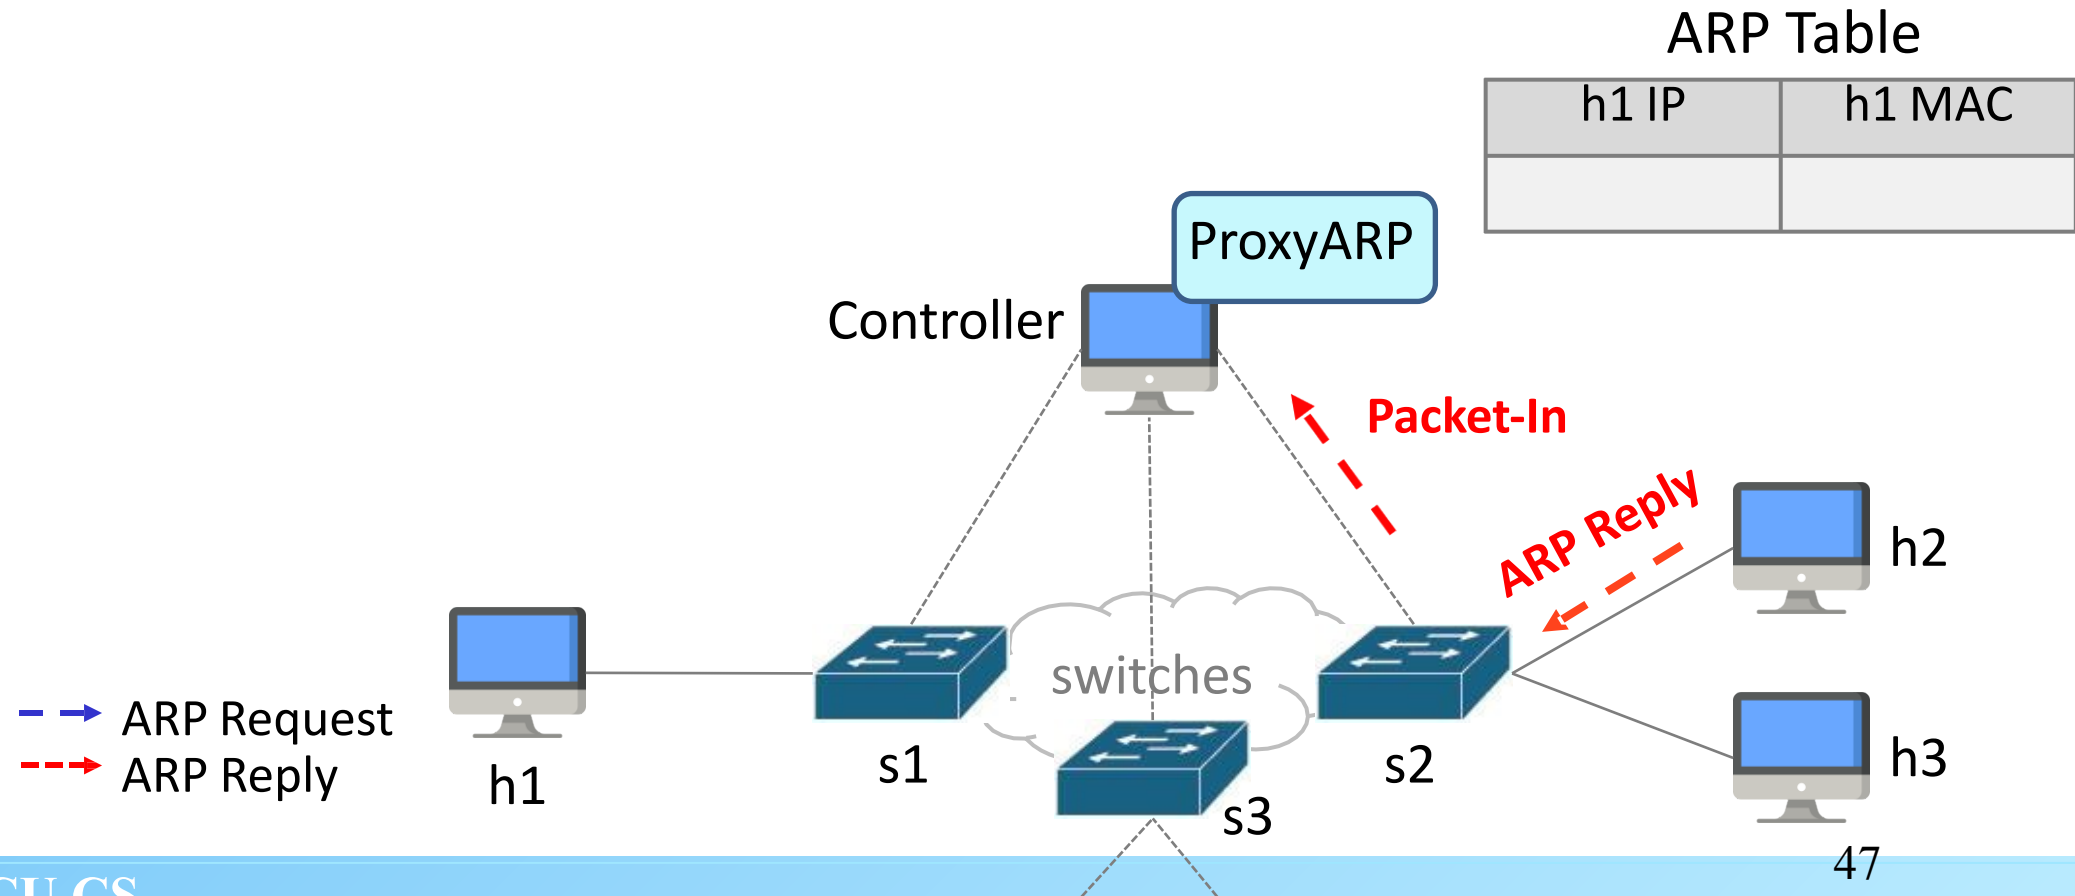 ARP Table
h1 IP h1 MAC
ProxyARP
Controller
Packet-In
ARP Reply
h2
switches
ARP Request
ARP Reply
h1
s1
s2
h3
s3
47